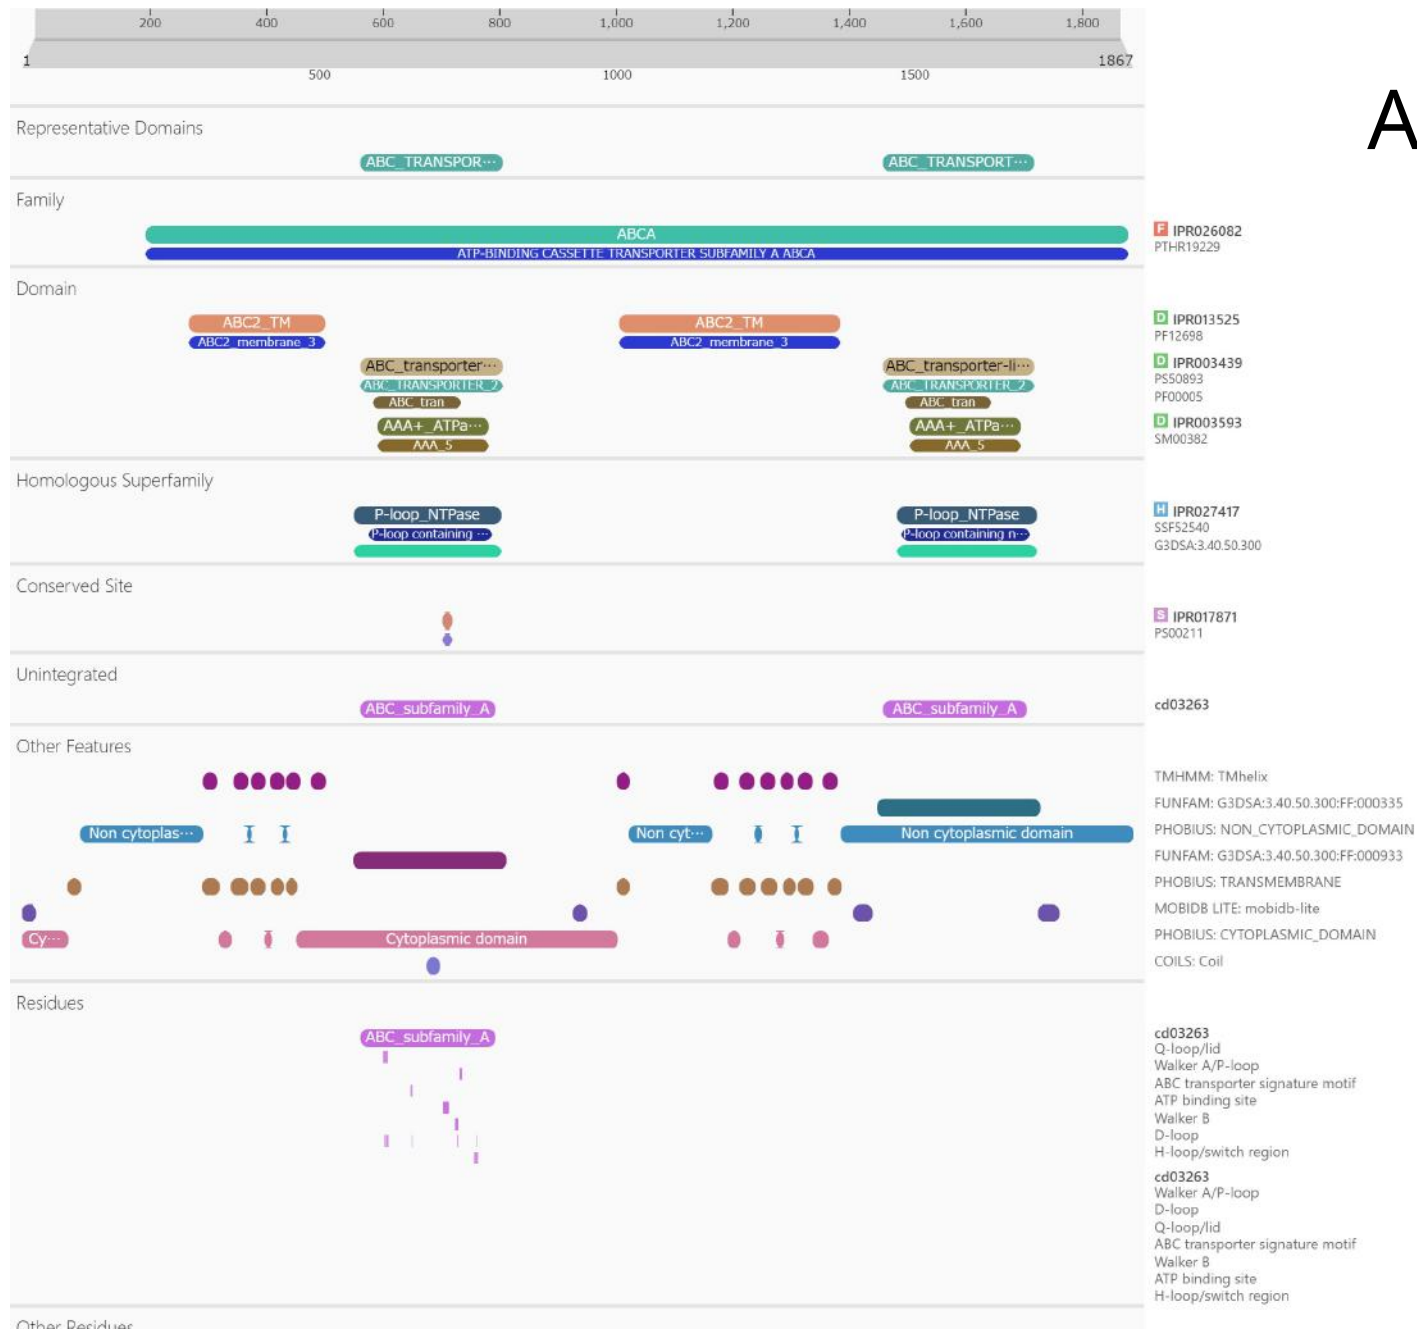 200 400 600 800 1,000 1,200 1,400 1,600 1,800
1 1867
500 1000 1500
A
Representative Domains
ABC_TRANSPOR··· ABC_TRANSPORT···
Family
ABCA
ATP-BINDING CASSETTE TRANSPORTER SUBFAMILY A ABCA
F IPR026082
PTHR19229
Domain
ABC2_TM ABC2_TM
ABC2_membrane_3 ABC2_membrane_3
D IPR013525
PF12698
ABC_transporter··· ABC_transporter-li···
ABC_TRANSPORTER_2 ABC_TRANSPORTER_2
ABC_tran ABC_tran
D IPR003439
PS50893
PF00005
AAA+_ATPa··· AAA+_ATPa···
AAA_5 AAA_5
D IPR003593
SM00382
Homologous Superfamily
P-loop_NTPase P-loop_NTPase
P-loop containing ··· P-loop containing n···
H IPR027417
SSF52540
G3DSA:3.40.50.300
Conserved Site
S IPR017871
PS00211
Unintegrated
ABC_subfamily_A ABC_subfamily_A cd03263
Other Features
TMHMM: TMhelix
FUNFAM: G3DSA:3.40.50.300:FF:000335
Non cytoplas··· Non cyt··· Non cytoplasmic domain PHOBIUS: NON_CYTOPLASMIC_DOMAIN
FUNFAM: G3DSA:3.40.50.300:FF:000933
PHOBIUS: TRANSMEMBRANE
MOBIDB LITE: mobidb-lite
Cy··· Cytoplasmic domain PHOBIUS: CYTOPLASMIC_DOMAIN
COILS: Coil
Residues
ABC_subfamily_A cd03263
Q-loop/lid
Walker A/P-loop
ABC transporter signature motif
ATP binding site
Walker B
D-loop
H-loop/switch region
cd03263
Walker A/P-loop
D-loop
Q-loop/lid
ABC transporter signature motif
Walker B
ATP binding site
H-loop/switch region
Other Residues